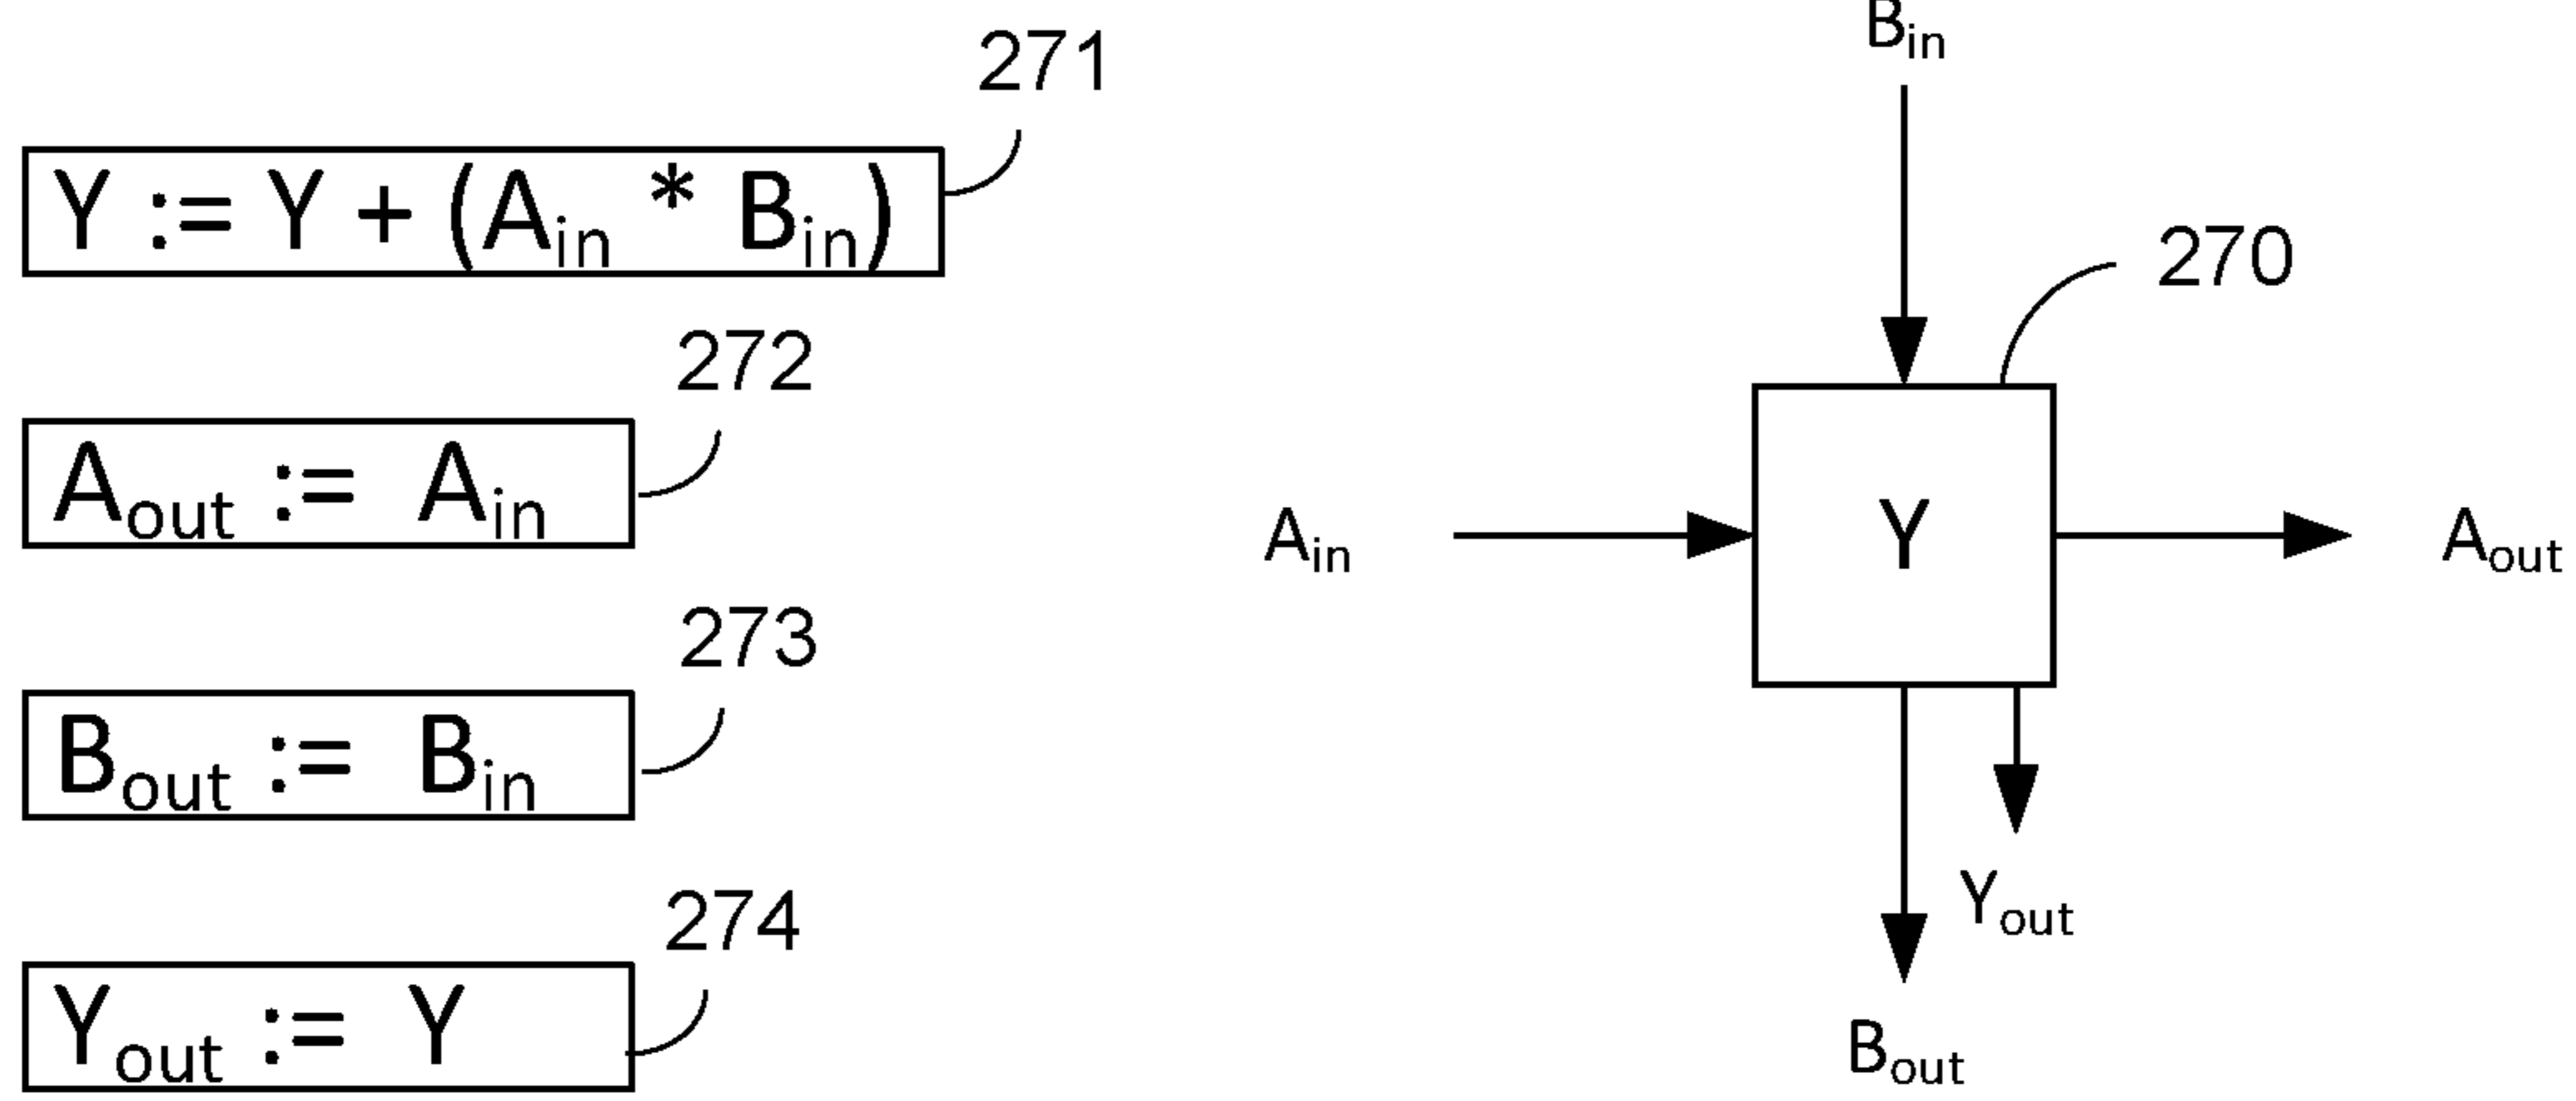 271
Y := Y + (Ain * Bin)
272
Aout := Ain
273
Bout := Bin
274
Yout := Y
Bin
270
Ain
Y
Aout
Yout
Bout